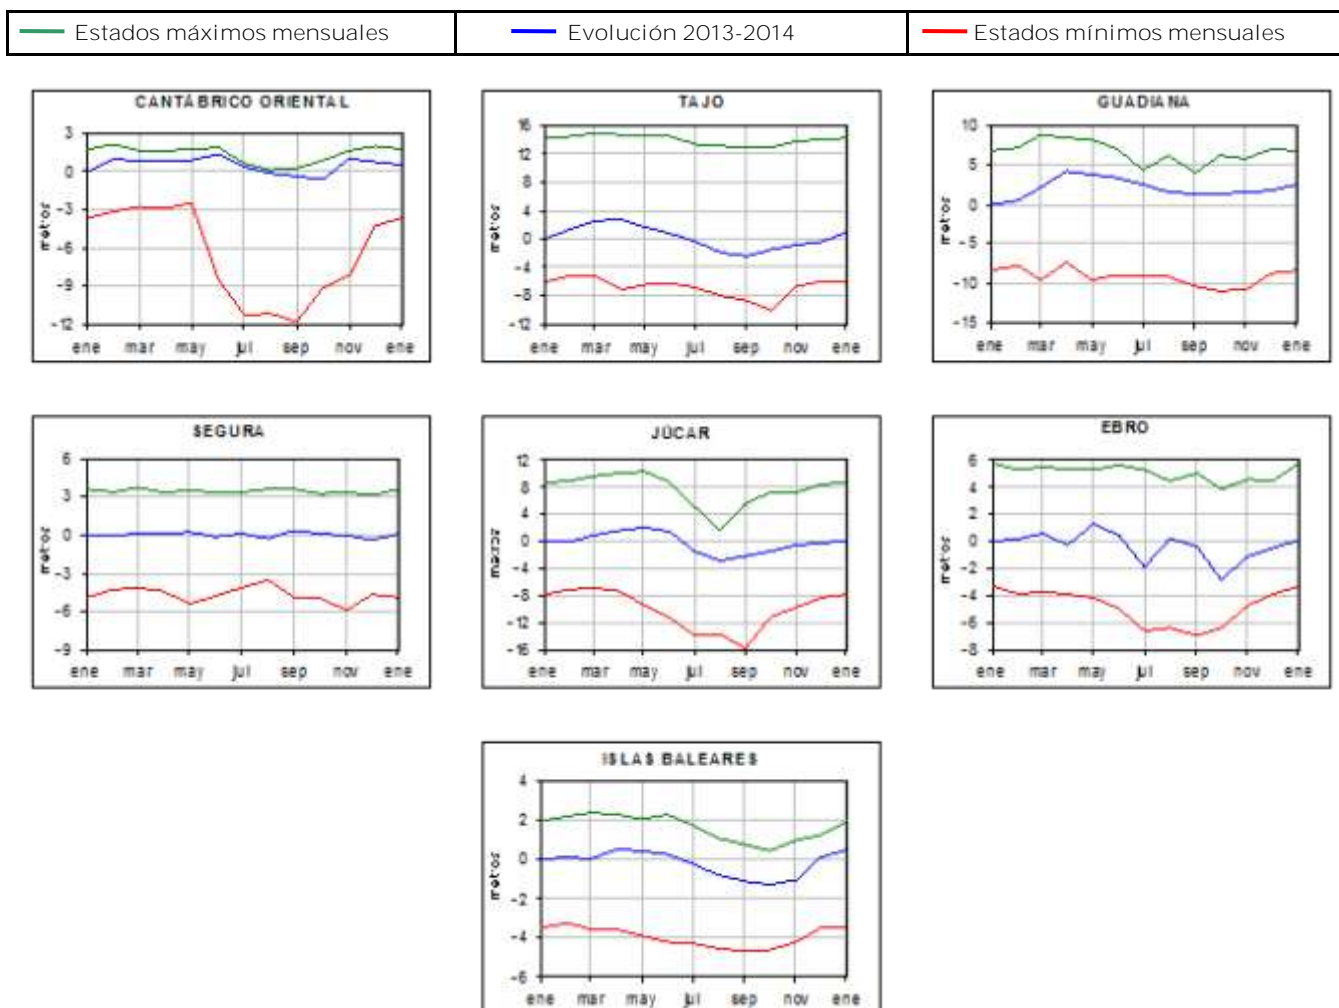 Estados máximos mensuales
Evolución 2013-2014
Estados mínimos mensuales
CANTÁBRICO ORIENTAL
3
0
-3
-6
-9
-12
metros
ene mar may jul sep nov ene
TAJO
16
12
8
4
0
-4
-8
-12
ene mar may jul sep nov ene
GUADIANA
10
5
0
-5
-10
-15
metros
ene mar may jul sep nov ene
SEGURA
6
3
0
-3
-6
-9
metros
ene mar may jul sep nov ene
JÚCAR
12
8
4
0
-4
-8
-12
-16
metros
ene mar may jul sep nov ene
EBRO
6
4
2
0
-2
-4
-6
-8
metros
ene mar may jul sep nov ene
ISLAS BALEARES
4
2
0
-2
-4
-6
metros
ene mar may jul sep nov ene